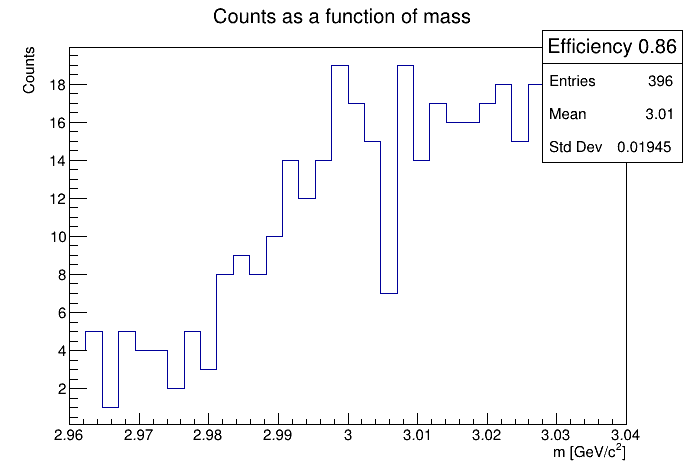 Counts as a function of mass
Counts
Efficiency 0.86
Entries 396
Mean 3.01
Std Dev 0.01945
18
16
14
12
10
8
6
4
2
2.96 2.97 2.98 2.99 3 3.01 3.02 3.03 3.04
m [GeV/c²]